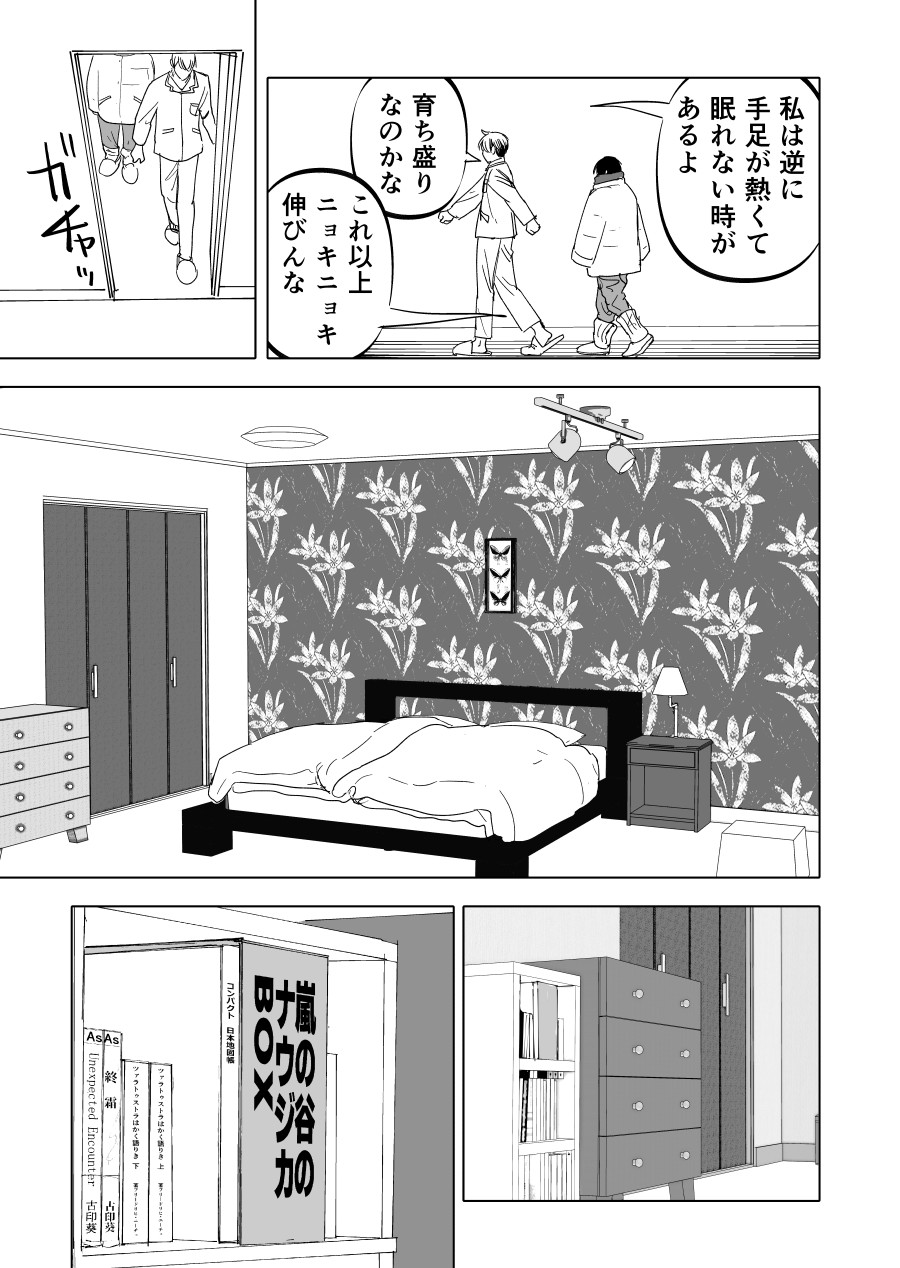 私は逆に
手足が熱くて
眠れない時が
あるよ
育ち盛り
なのかな
これ以上
ニョキニョキ
伸びんな
ガチャッ
嵐の谷の
ナウジカ
BOX
コンパクト 日本地図帳
ツァラトゥストラはかく語りき 上
ツァラトゥストラはかく語りき 下
As 終霜 古印葵
As Unexpected Encounter 古印葵